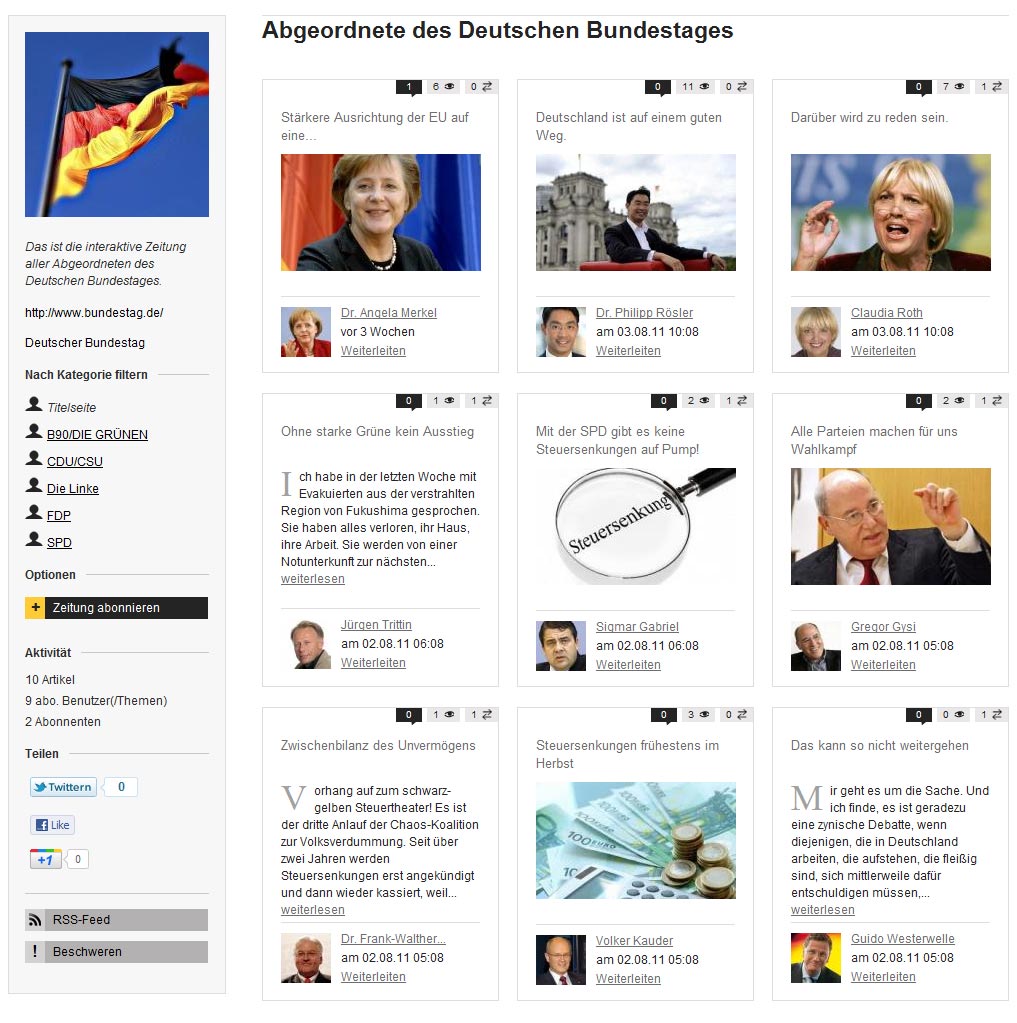 Das ist die interaktive Zeitung
aller Abgeordneten des
Deutschen Bundestages.
http://www.bundestag.de/
Deutscher Bundestag
Nach Kategorie filtern
Titelseite
B90/DIE GRÜNEN
CDU/CSU
Die Linke
FDP
SPD
Optionen
+ Zeitung abonnieren
Aktivität
10 Artikel
9 abo. Benutzer(/Themen)
2 Abonnenten
Teilen
Twittern 0
Like
+1 0
RSS-Feed
! Beschweren
Abgeordnete des Deutschen Bundestages
1 6 0
Stärkere Ausrichtung der EU auf
eine...
Dr. Angela Merkel
vor 3 Wochen
Weiterleiten
0 11 0
Deutschland ist auf einem guten
Weg.
Dr. Philipp Rösler
am 03.08.11 10:08
Weiterleiten
0 7 1
Darüber wird zu reden sein.
Claudia Roth
am 03.08.11 10:08
Weiterleiten
0 1 1
Ohne starke Grüne kein Ausstieg
Ich habe in der letzten Woche mit
Evakuierten aus der verstrahlten
Region von Fukushima gesprochen.
Sie haben alles verloren, ihr Haus,
ihre Arbeit. Sie werden von einer
Notunterkunft zur nächsten...
weiterlesen
Jürgen Trittin
am 02.08.11 06:08
Weiterleiten
0 2 1
Mit der SPD gibt es keine
Steuersenkungen auf Pump!
Steuersenkung
Sigmar Gabriel
am 02.08.11 06:08
Weiterleiten
0 2 1
Alle Parteien machen für uns
Wahlkampf
Gregor Gysi
am 02.08.11 05:08
Weiterleiten
0 1 1
Zwischenbilanz des Unvermögens
Vorhang auf zum schwarz-
gelben Steuertheater! Es ist
der dritte Anlauf der Chaos-Koalition
zur Volksverdummung. Seit über
zwei Jahren werden
Steuersenkungen erst angekündigt
und dann wieder kassiert, weil...
weiterlesen
Dr. Frank-Walther...
am 02.08.11 05:08
Weiterleiten
0 3 0
Steuersenkungen frühestens im
Herbst
100 EURO
Volker Kauder
am 02.08.11 05:08
Weiterleiten
0 0 1
Das kann so nicht weitergehen
Mir geht es um die Sache. Und
ich finde, es ist geradezu
eine zynische Debatte, wenn
diejenigen, die in Deutschland
arbeiten, die aufstehen, die fleißig
sind, sich mittlerweile dafür
entschuldigen müssen,...
weiterlesen
Guido Westerwelle
am 02.08.11 05:08
Weiterleiten